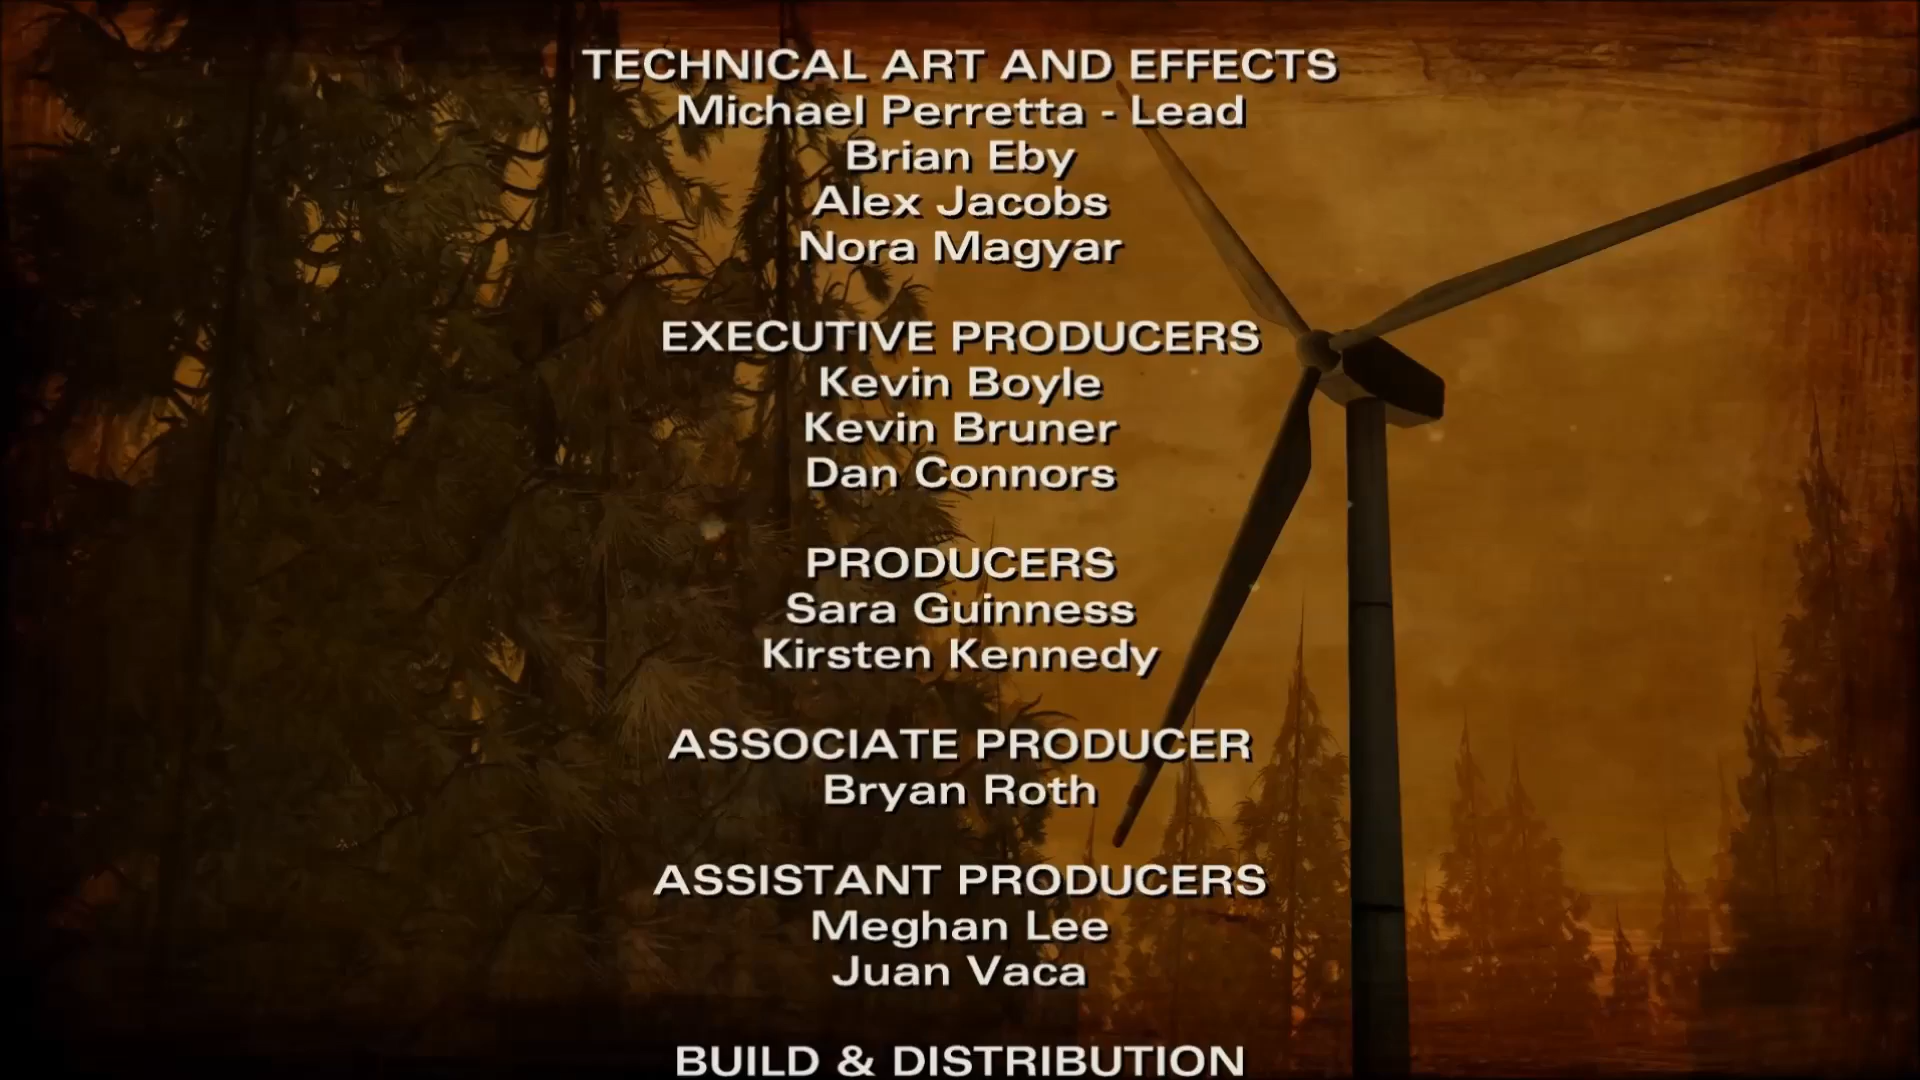 TECHNICAL ART AND EFFECTS
Michael Perretta - Lead
Brian Eby
Alex Jacobs
Nora Magyar
EXECUTIVE PRODUCERS
Kevin Boyle
Kevin Bruner
Dan Connors
PRODUCERS
Sara Guinness
Kirsten Kennedy
ASSOCIATE PRODUCER
Bryan Roth
ASSISTANT PRODUCERS
Meghan Lee
Juan Vaca
BUILD & DISTRIBUTION